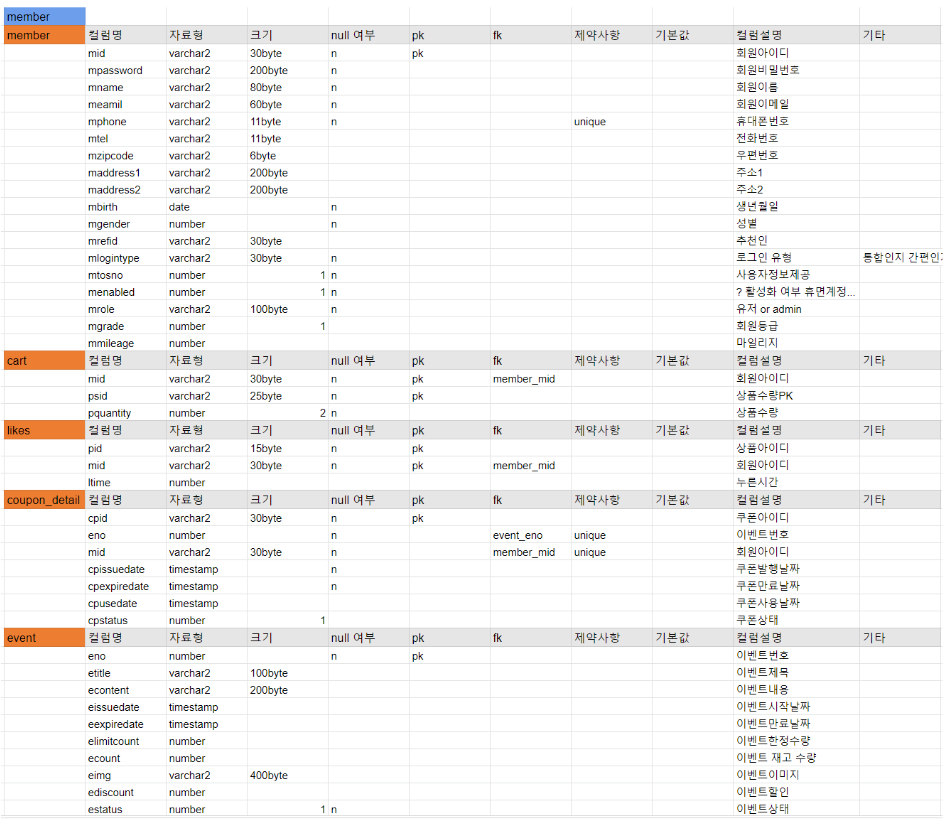 member
member 컬럼명 자료형 크기 null 여부 pk fk 제약사항 기본값 컬럼설명 기타
mid varchar2 30byte n pk 회원아이디
mpassword varchar2 200byte n 회원비밀번호
mname varchar2 80byte n 회원이름
meamil varchar2 60byte n 회원이메일
mphone varchar2 11byte n unique 휴대폰번호
mtel varchar2 11byte 전화번호
mzipcode varchar2 6byte 우편번호
maddress1 varchar2 200byte 주소1
maddress2 varchar2 200byte 주소2
mbirth date n 생년월일
mgender number n 성별
mrefid varchar2 30byte 추천인
mlogintype varchar2 30byte n 로그인 유형 통합인지 간편인지
mtosno number 1 n 사용자정보제공
menabled number 1 n ? 활성화 여부 휴면계정...
mrole varchar2 100byte n 유저 or admin
mgrade number 1 회원등급
mmileage number 마일리지
cart 컬럼명 자료형 크기 null 여부 pk fk 제약사항 기본값 컬럼설명 기타
mid varchar2 30byte n pk member_mid 회원아이디
psid varchar2 25byte n pk 상품수량PK
pquantity number 2 n 상품수량
likes 컬럼명 자료형 크기 null 여부 pk fk 제약사항 기본값 컬럼설명 기타
pid varchar2 15byte n pk 상품아이디
mid varchar2 30byte n pk member_mid 회원아이디
ltime number n 누른시간
coupon_detail 컬럼명 자료형 크기 null 여부 pk fk 제약사항 기본값 컬럼설명 기타
cpid varchar2 30byte n pk 쿠폰아이디
eno number n event_eno unique 이벤트번호
mid varchar2 30byte n member_mid unique 회원아이디
cpissuedate timestamp n 쿠폰발행날짜
cpexpiredate timestamp n 쿠폰만료날짜
cpusedate timestamp 쿠폰사용날짜
cpstatus number 1 쿠폰상태
event 컬럼명 자료형 크기 null 여부 pk fk 제약사항 기본값 컬럼설명 기타
eno number n pk 이벤트번호
etitle varchar2 100byte 이벤트제목
econtent varchar2 200byte 이벤트내용
eissuedate timestamp 이벤트시작날짜
eexpiredate timestamp 이벤트만료날짜
elimitcount number 이벤트한정수량
ecount number 이벤트 재고 수량
eimg varchar2 400byte 이벤트이미지
ediscount number 이벤트할인
estatus number 1 n 이벤트상태